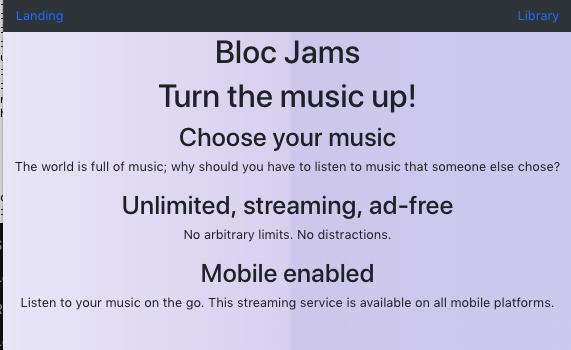 Landing Library
Bloc Jams
Turn the music up!
Choose your music
The world is full of music; why should you have to listen to music that someone else chose?
Unlimited, streaming, ad-free
No arbitrary limits. No distractions.
Mobile enabled
Listen to your music on the go. This streaming service is available on all mobile platforms.